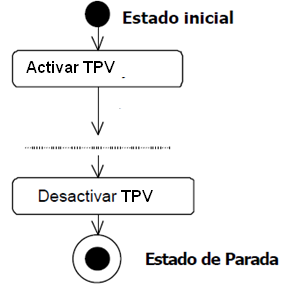 Estado inicial
Activar TPV
Desactivar TPV
Estado de Parada